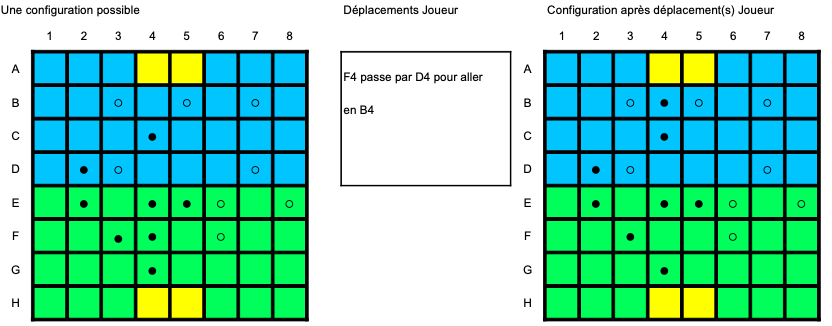 Une configuration possible
Déplacements Joueur
Configuration après déplacement(s) Joueur
1 2 3 4 5 6 7 8
1 2 3 4 5 6 7 8
A
B
C
D
E
F
G
H
F4 passe par D4 pour aller
en B4
A
B
C
D
E
F
G
H